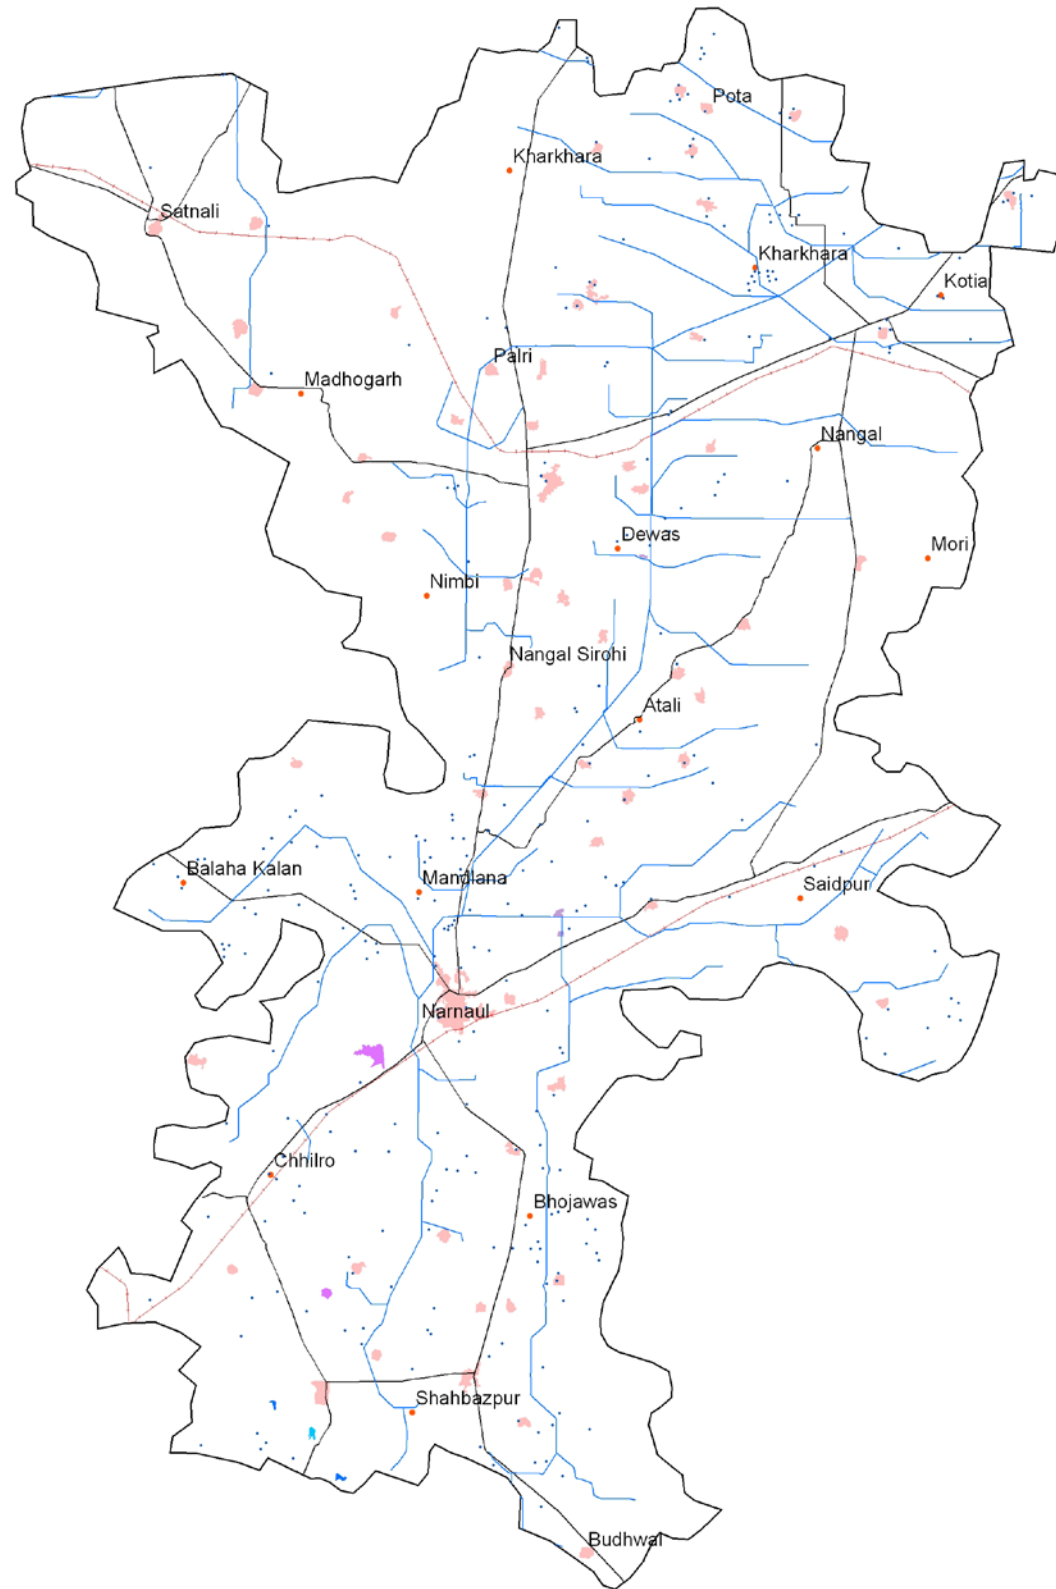 Pota
Kharkhara
Satnali
Kharkhara
Kotia
Palri
Madhogarh
Nangal
Dewas
Mori
Nimbi
Nangal Sirohi
Atali
Balaha Kalan
Mandlana
Saidpur
Narnaul
Chhilro
Bhojawas
Shahbazpur
Budhwal